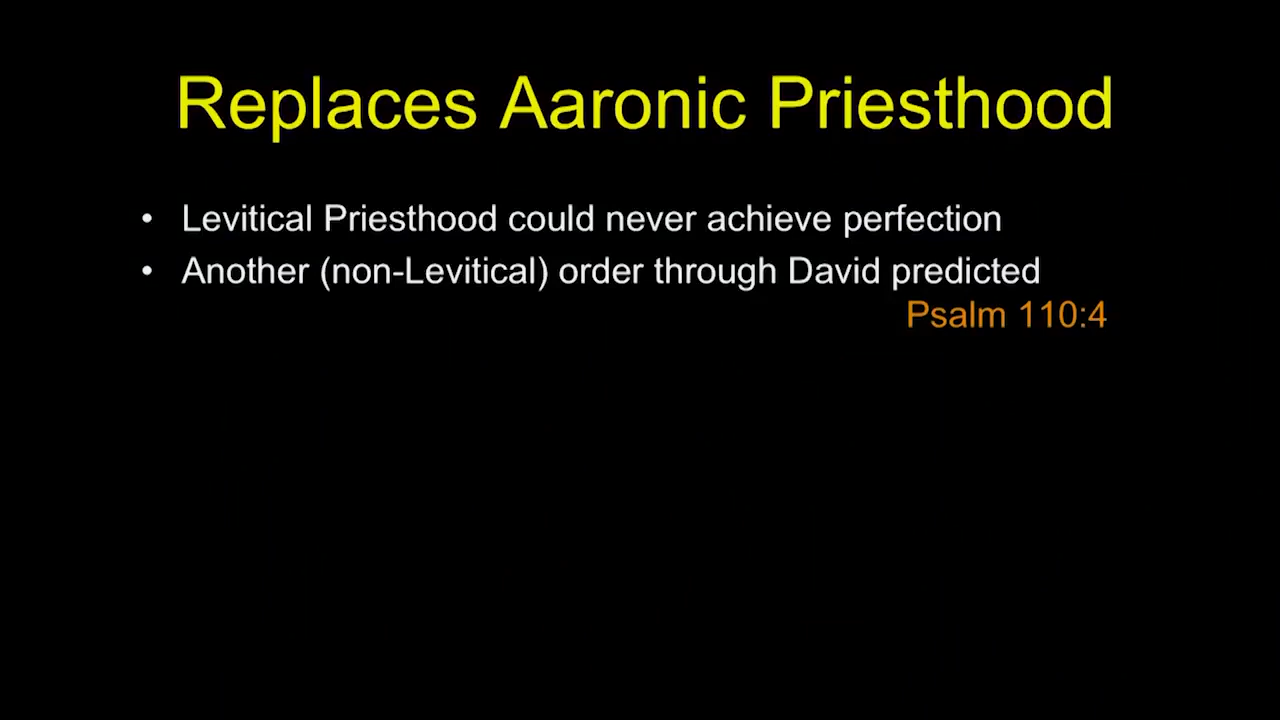 Replaces Aaronic Priesthood
• Levitical Priesthood could never achieve perfection
• Another (non-Levitical) order through David predicted
Psalm 110:4